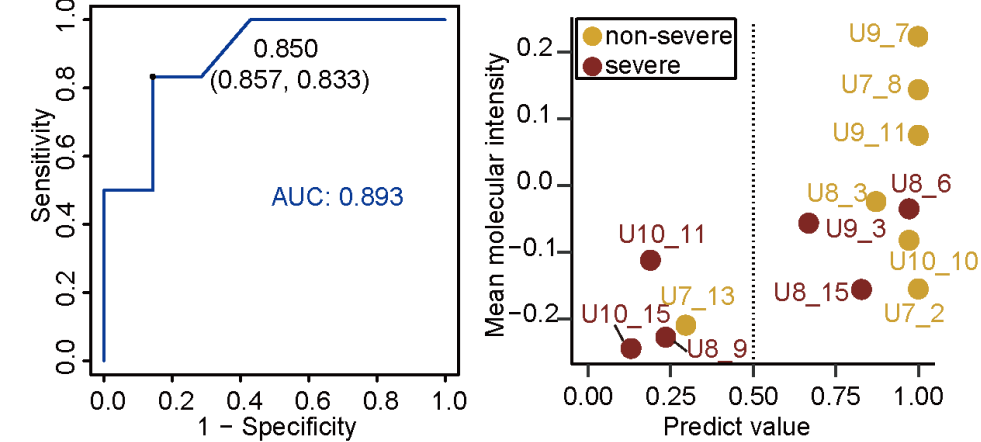 Sensitivity
1.0
0.8
0.6
0.4
0.2
0.0
0.850
(0.857, 0.833)
AUC: 0.893
0.0 0.2 0.4 0.6 0.8 1.0
1 − Specificity
Mean molecular intensity
0.2
0.1
0.0
−0.1
−0.2
non-severe
severe
U9_7
U7_8
U9_11
U8_3
U8_6
U9_3
U10_11
U10_10
U8_15
U7_2
U7_13
U10_15
U8_9
0.00 0.25 0.50 0.75 1.00
Predict value